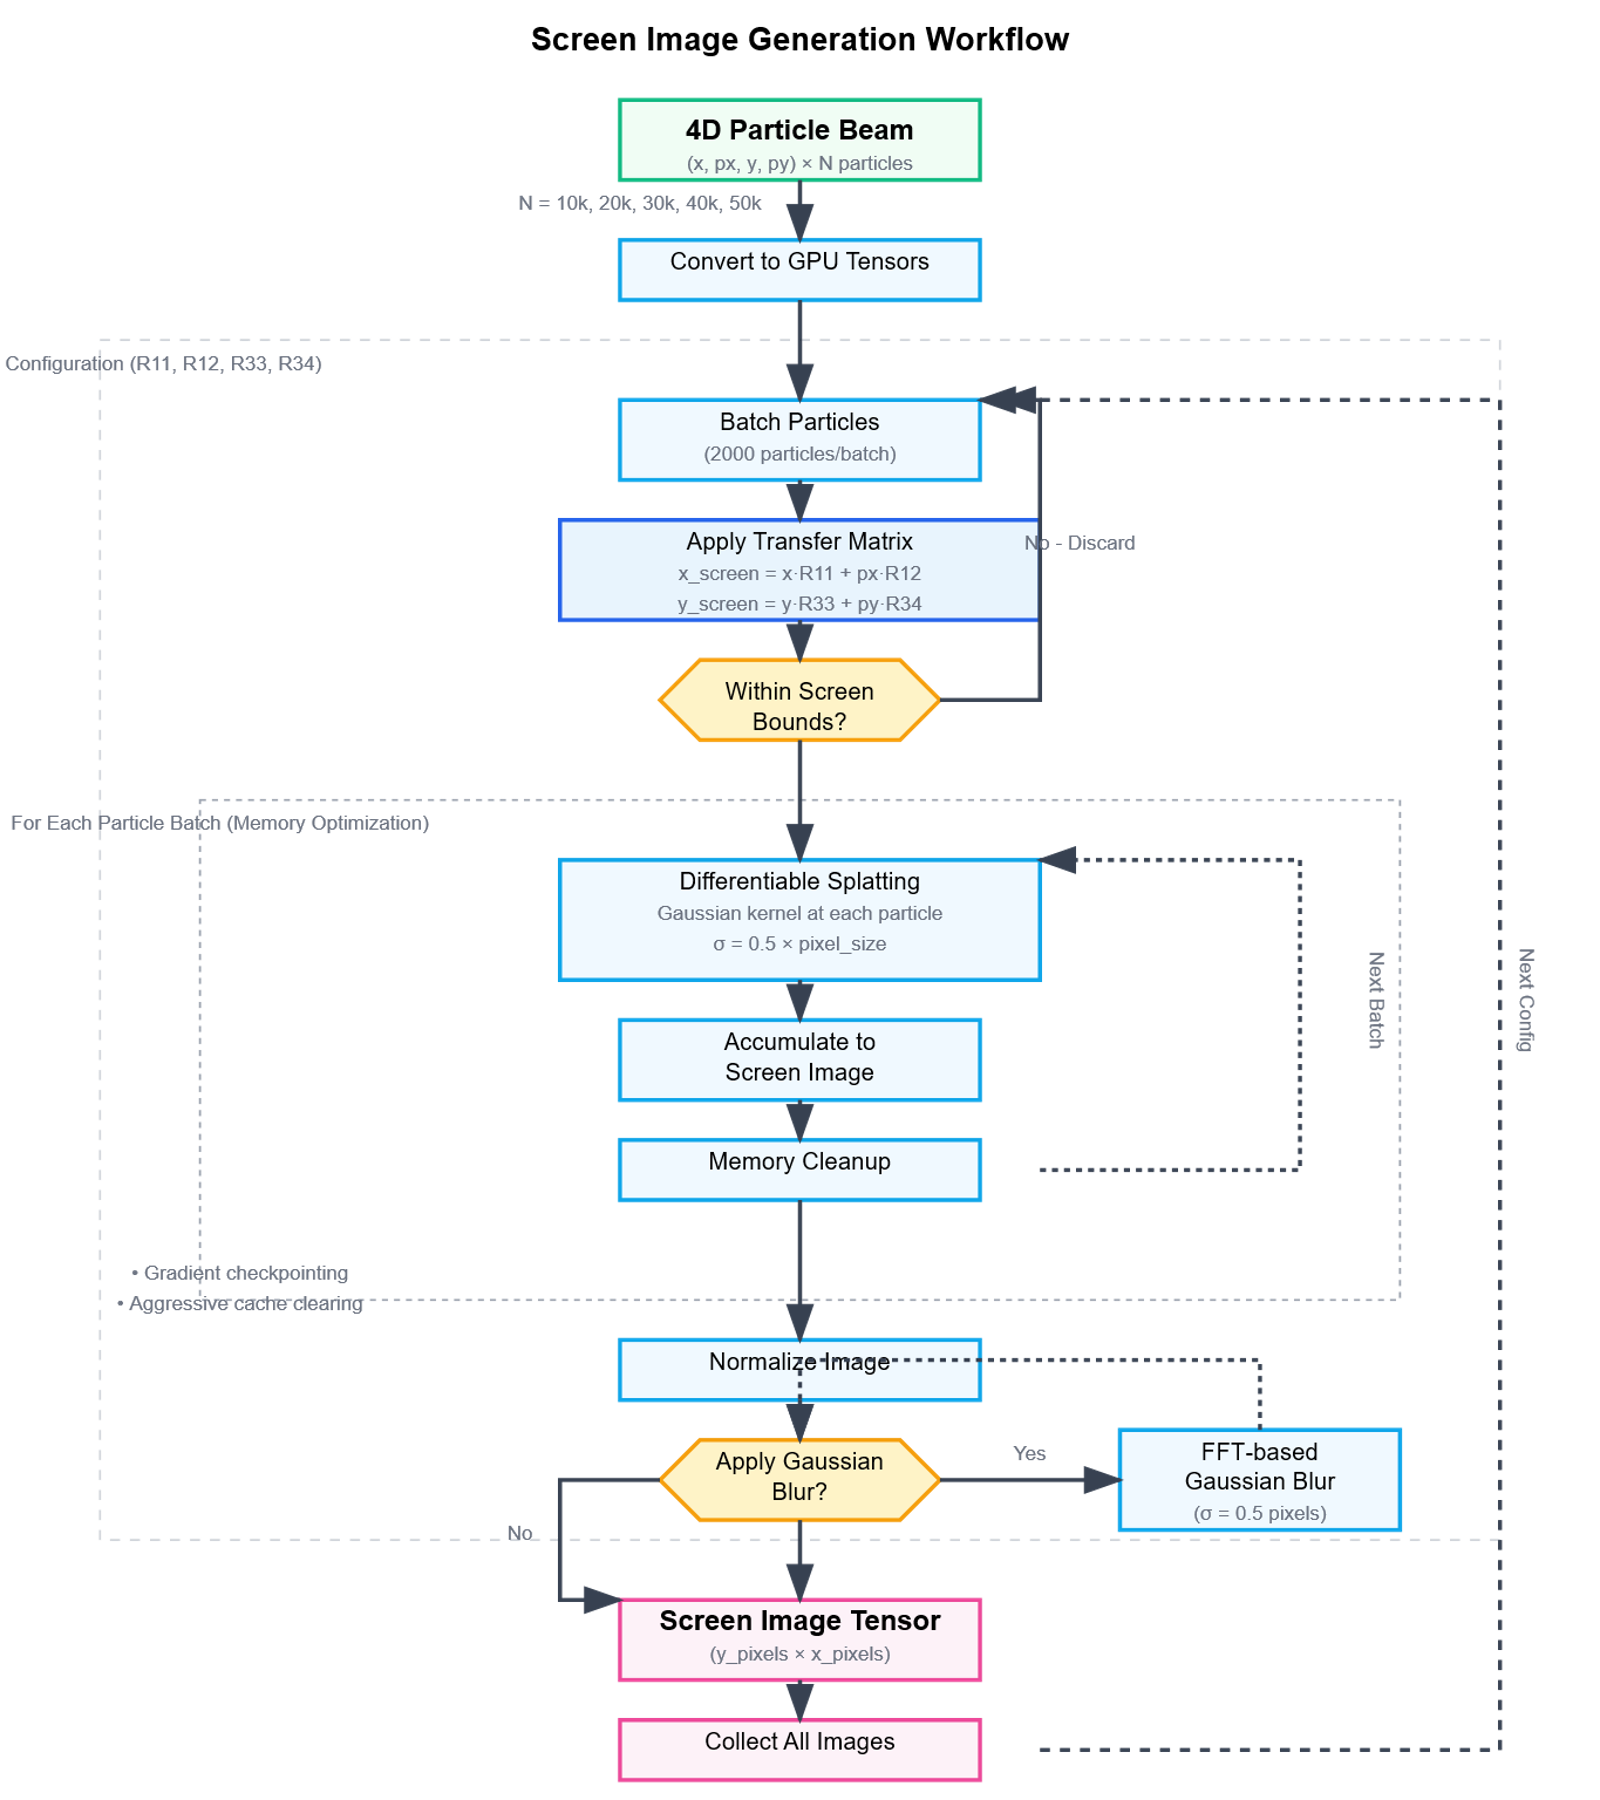 Screen Image Generation Workflow
4D Particle Beam
(x, px, y, py) × N particles
N = 10k, 20k, 30k, 40k, 50k
Convert to GPU Tensors
Configuration (R11, R12, R33, R34)
Batch Particles
(2000 particles/batch)
Apply Transfer Matrix
x_screen = x·R11 + px·R12
y_screen = y·R33 + py·R34
No - Discard
Within Screen
Bounds?
For Each Particle Batch (Memory Optimization)
Differentiable Splatting
Gaussian kernel at each particle
σ = 0.5 × pixel_size
Next Batch
Next Config
Accumulate to
Screen Image
Memory Cleanup
• Gradient checkpointing
• Aggressive cache clearing
Normalize Image
Apply Gaussian
Blur?
Yes
FFT-based
Gaussian Blur
(σ = 0.5 pixels)
No
Screen Image Tensor
(y_pixels × x_pixels)
Collect All Images